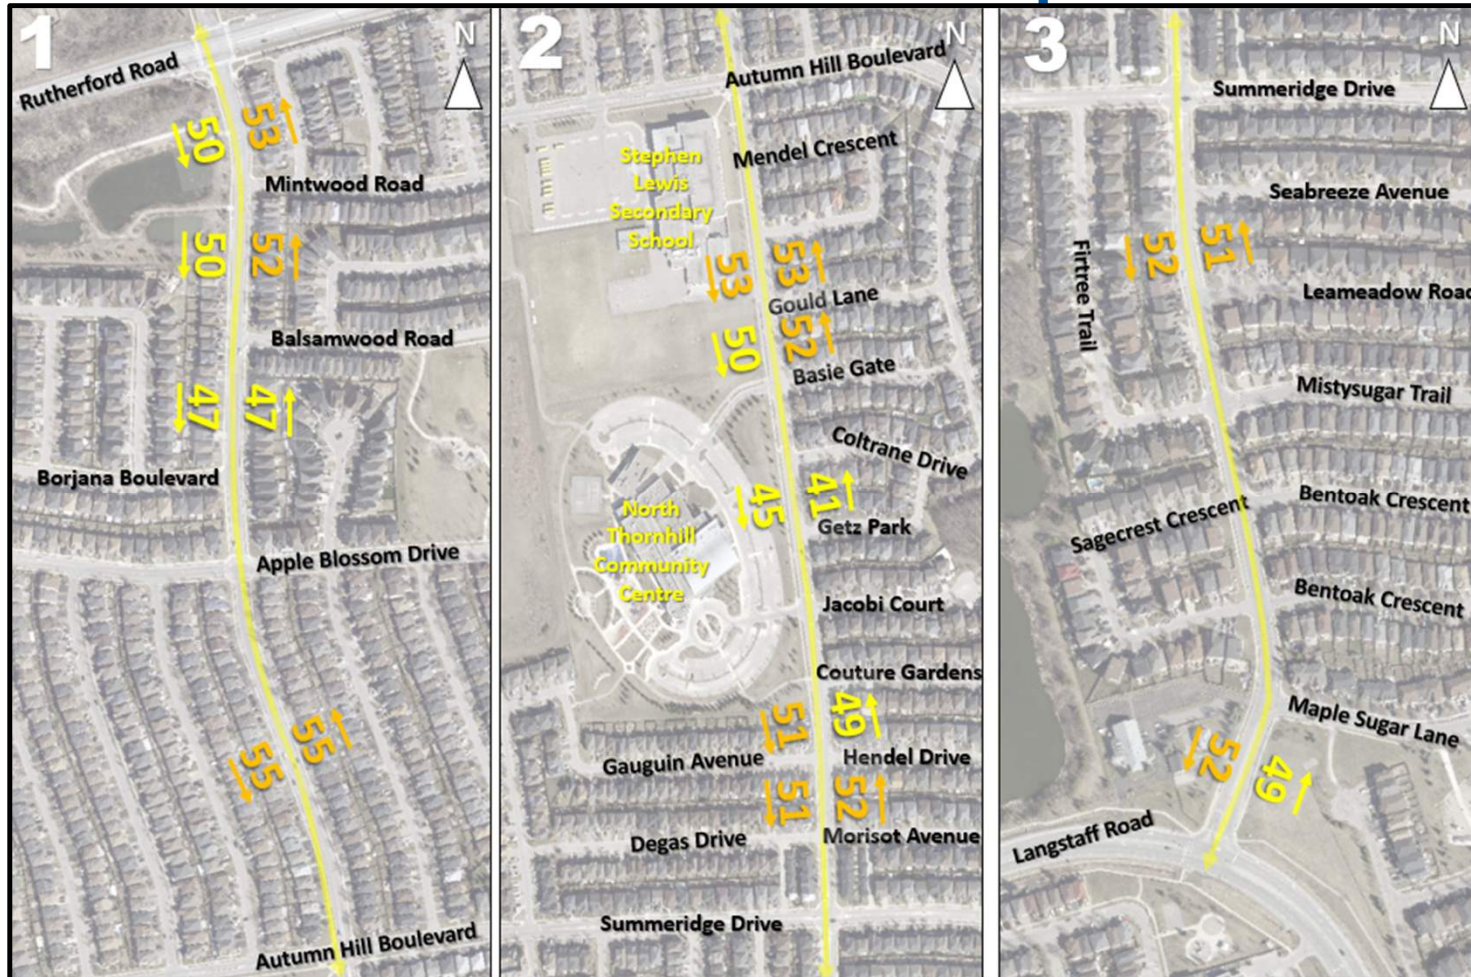 1
N
Rutherford Road
50
53
Mintwood Road
50
52
Balsamwood Road
47
47
Borjana Boulevard
Apple Blossom Drive
55
55
Autumn Hill Boulevard
2
N
Autumn Hill Boulevard
Mendel Crescent
Stephen
Lewis
Secondary
School
53
53
Gould Lane
50
52
Basie Gate
Coltrane Drive
45
41
Getz Park
North
Thornhill
Community
Centre
Jacobi Court
Couture Gardens
51
49
Gauguin Avenue
Hendel Drive
51
52
Degas Drive
Morisot Avenue
Summeridge Drive
3
N
Summeridge Drive
Seabreeze Avenue
52
51
Firtree Trail
Leameadow Road
Mistysugar Trail
Bentoak Crescent
Sagecrest Crescent
Bentoak Crescent
Maple Sugar Lane
52
49
Langstaff Road